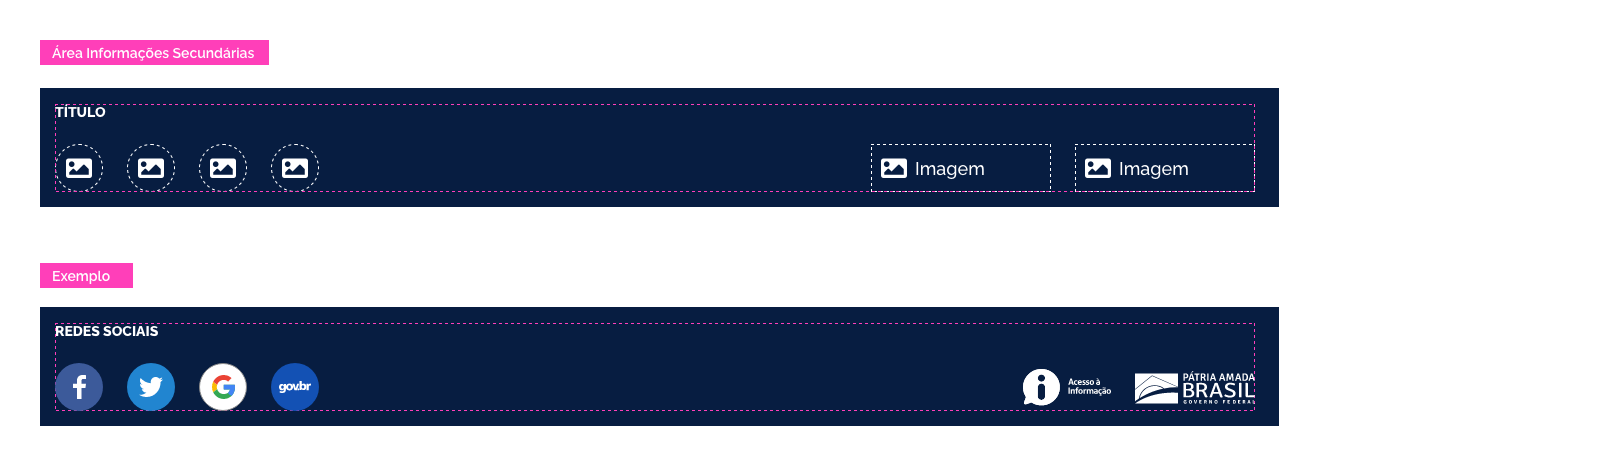 Área Informações Secundárias
TÍTULO
Imagem
Imagem
Exemplo
REDES SOCIAIS
gov.br
Acesso à
Informação
PÁTRIA AMADA
BRASIL
GOVERNO FEDERAL